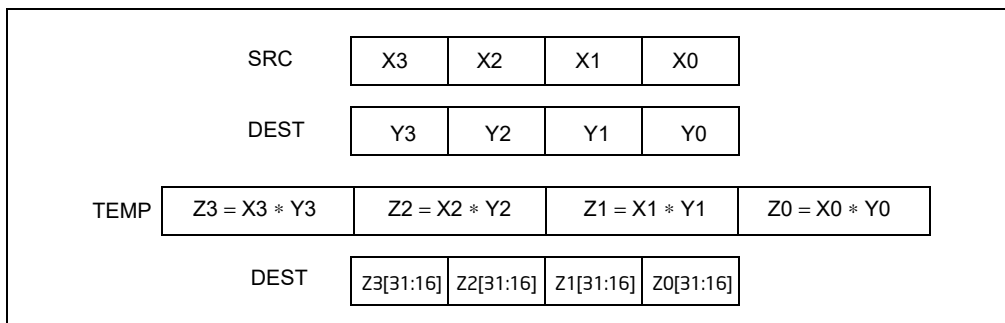 SRC X3 X2 X1 X0
DEST Y3 Y2 Y1 Y0
TEMP Z3 = X3 ∗ Y3 Z2 = X2 ∗ Y2 Z1 = X1 ∗ Y1 Z0 = X0 ∗ Y0
DEST Z3[31:16] Z2[31:16] Z1[31:16] Z0[31:16]